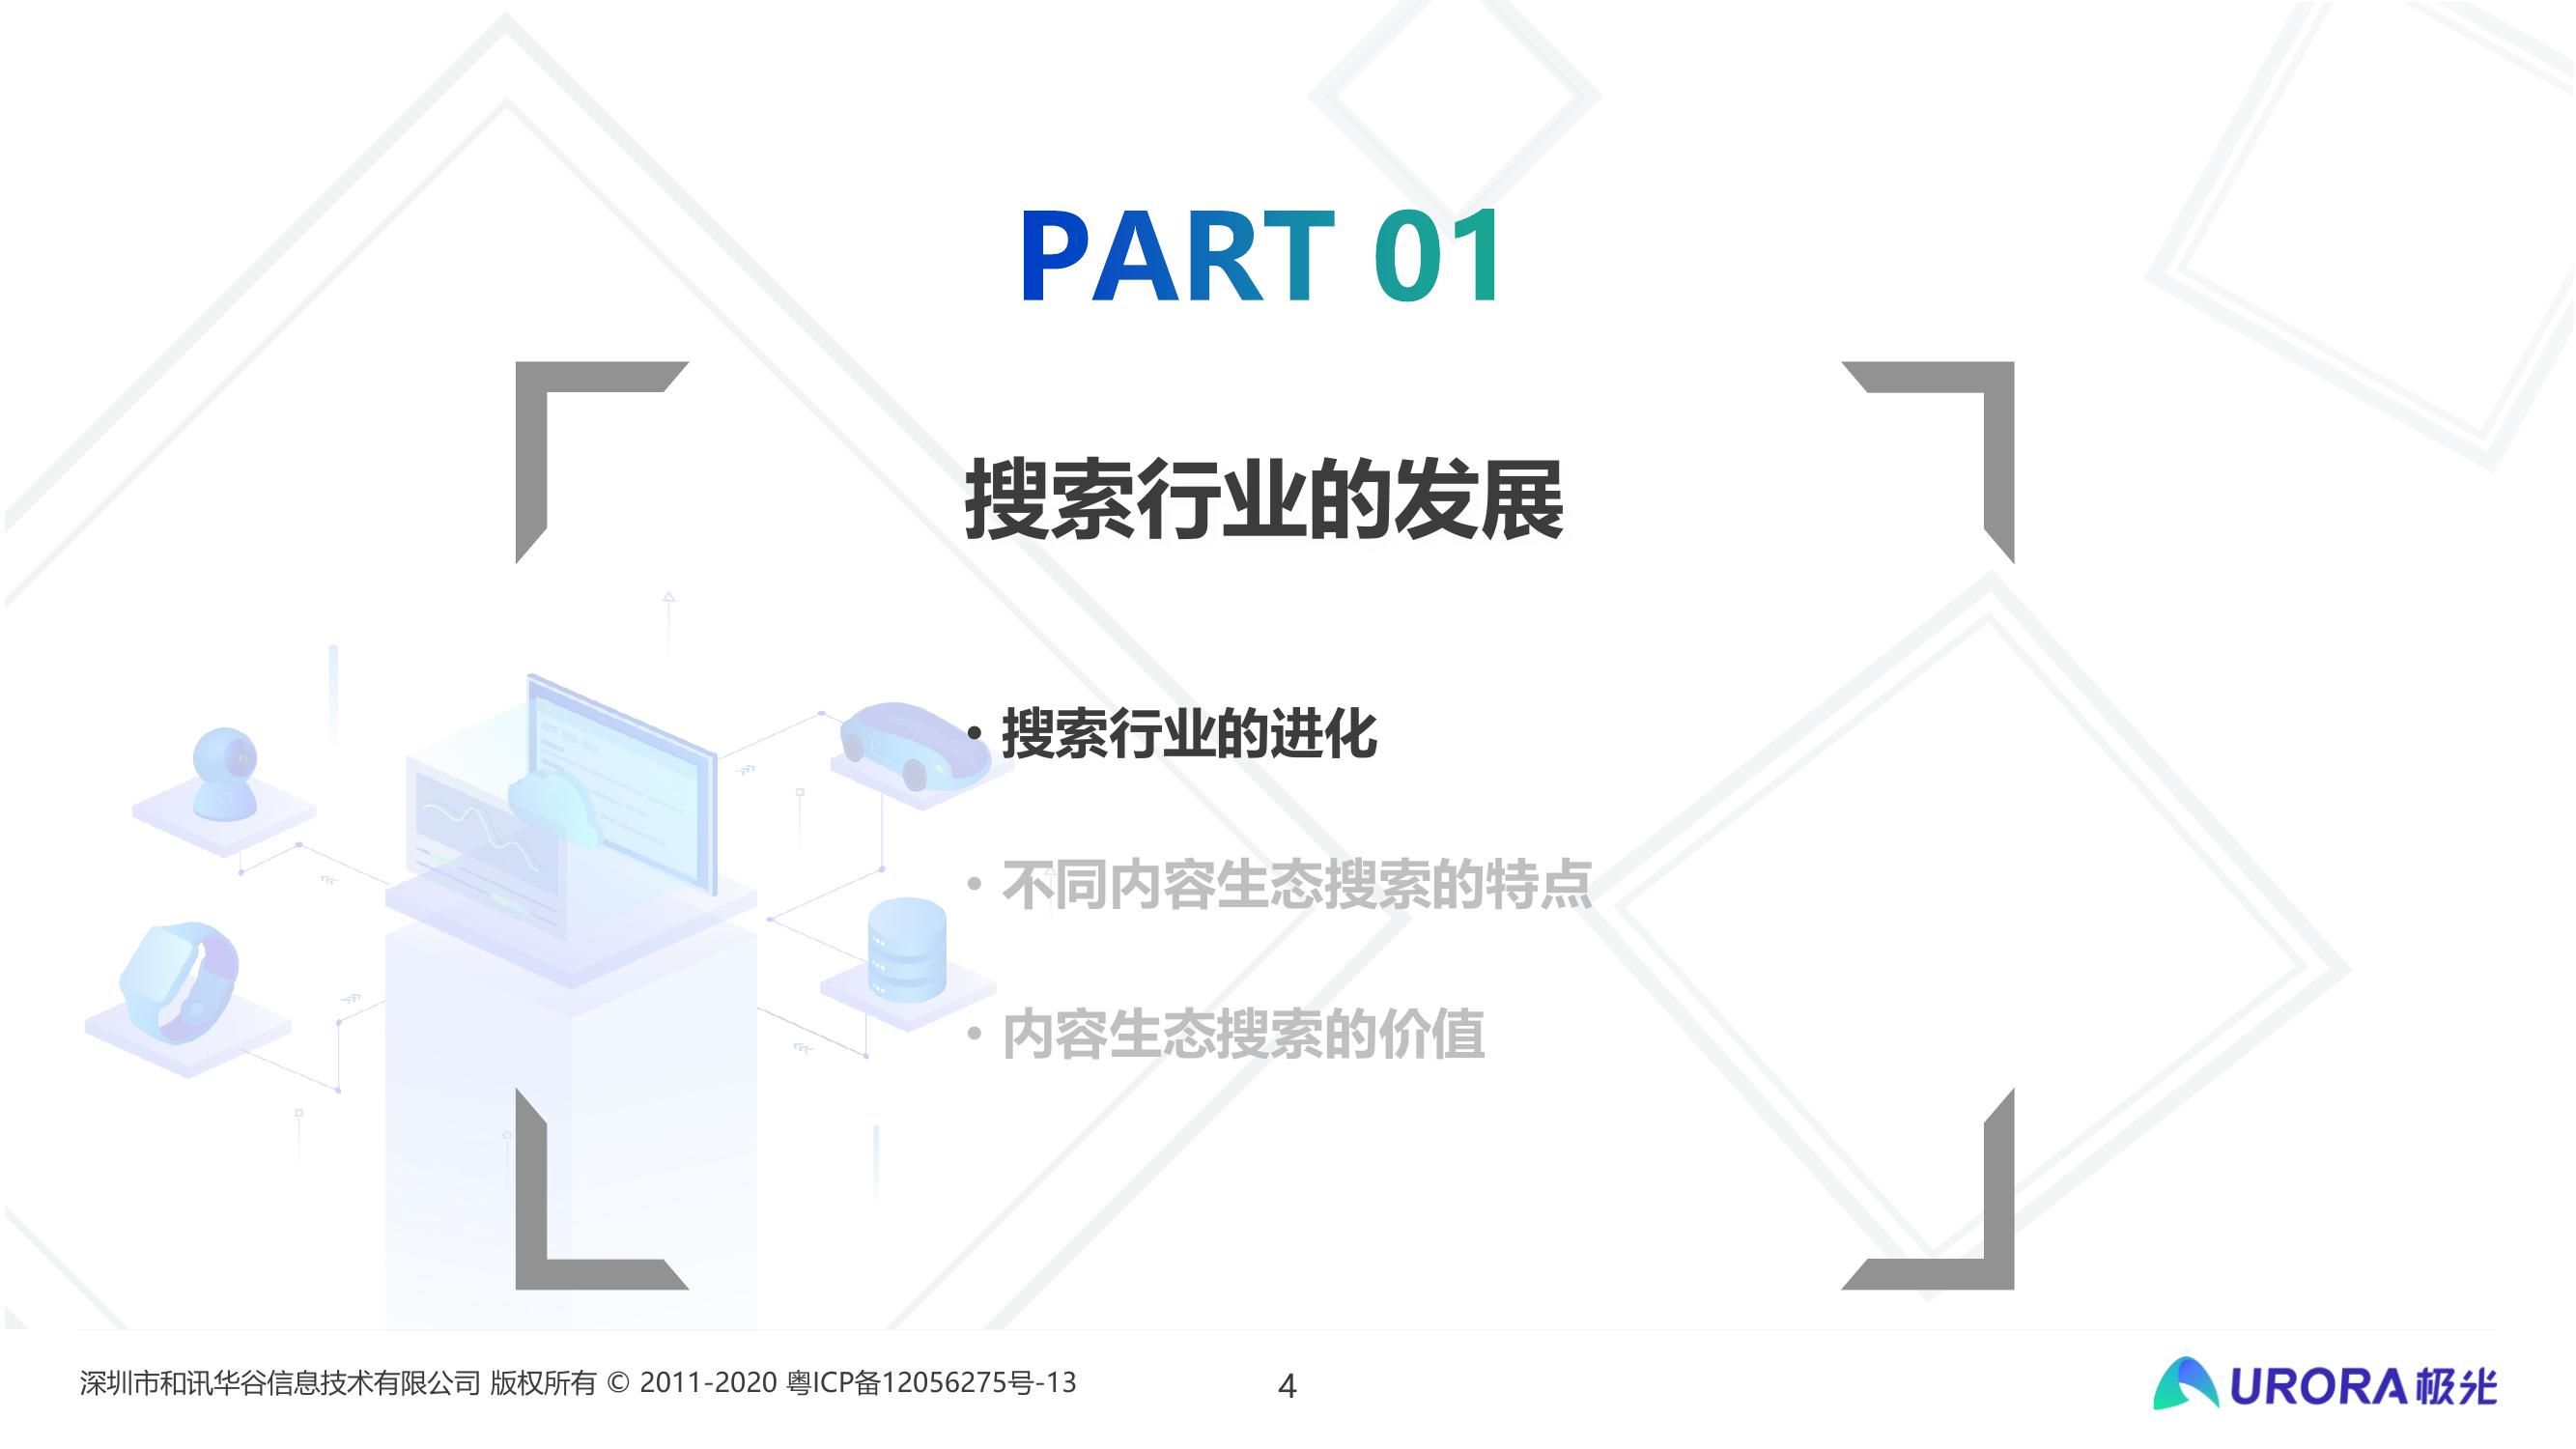 PART 01
搜索行业的发展
• 搜索行业的进化
• 不同内容生态搜索的特点
• 内容生态搜索的价值
深圳市和讯华谷信息技术有限公司 版权所有 © 2011-2020 粤ICP备12056275号-13
4
URORA极光